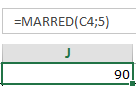 =MARRED(C4;5)
J
90